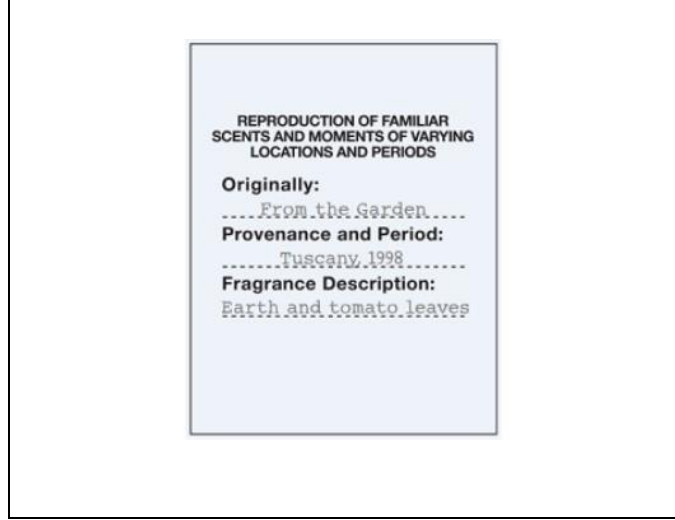 REPRODUCTION OF FAMILIAR
SCENTS AND MOMENTS OF VARYING
LOCATIONS AND PERIODS
Originally:
From the Garden
Provenance and Period:
Tuscany, 1998
Fragrance Description:
Earth and tomato leaves